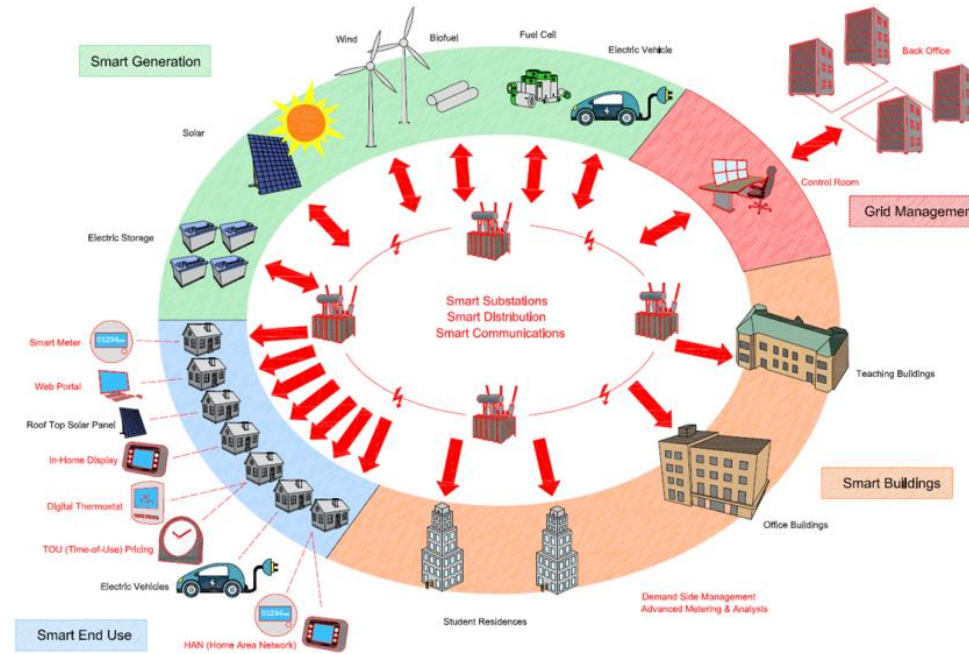 Smart Generation
Wind
Biofuel
Fuel Cell
Electric Vehicle
Back Office
Solar
Control Room
Grid Management
Electric Storage
Smart Substations
Smart Distribution
Smart Communications
Smart Meter
01234
Web Portal
Roof Top Solar Panel
In-Home Display
Digital Thermostat
TOU (Time-of-Use) Pricing
Electric Vehicles
01234
HAN (Home Area Network)
Smart End Use
Teaching Buildings
Smart Buildings
Office Buildings
Student Residences
Demand Side Management
Advanced Metering & Analysis